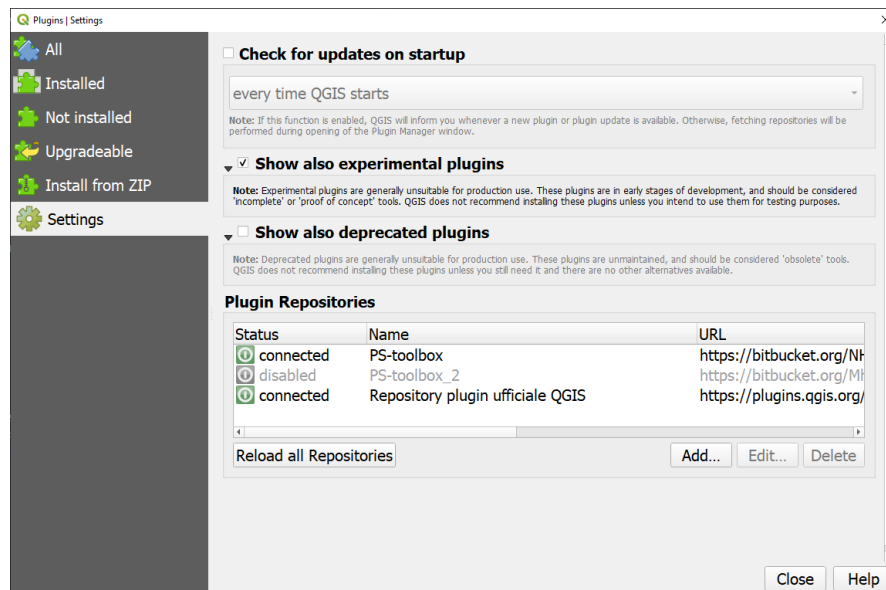 Plugins | Settings
All
Installed
Not installed
Upgradeable
Install from ZIP
Settings
Check for updates on startup
every time QGIS starts
Note: If this function is enabled, QGIS will inform you whenever a new plugin or plugin update is available. Otherwise, fetching repositories will be
performed during opening of the Plugin Manager window.
Show also experimental plugins
Note: Experimental plugins are generally unsuitable for production use. These plugins are in early stages of development, and should be considered
'incomplete' or 'proof of concept' tools. QGIS does not recommend installing these plugins unless you intend to use them for testing purposes.
Show also deprecated plugins
Note: Deprecated plugins are generally unsuitable for production use. These plugins are unmaintained, and should be considered 'obsolete' tools.
QGIS does not recommend installing these plugins unless you still need it and there are no other alternatives available.
Plugin Repositories
Status Name URL
connected PS-toolbox https://bitbucket.org/NH
disabled PS-toolbox_2 https://bitbucket.org/Mh
connected Repository plugin ufficiale QGIS https://plugins.qgis.org/
Reload all Repositories Add... Edit... Delete
Close Help